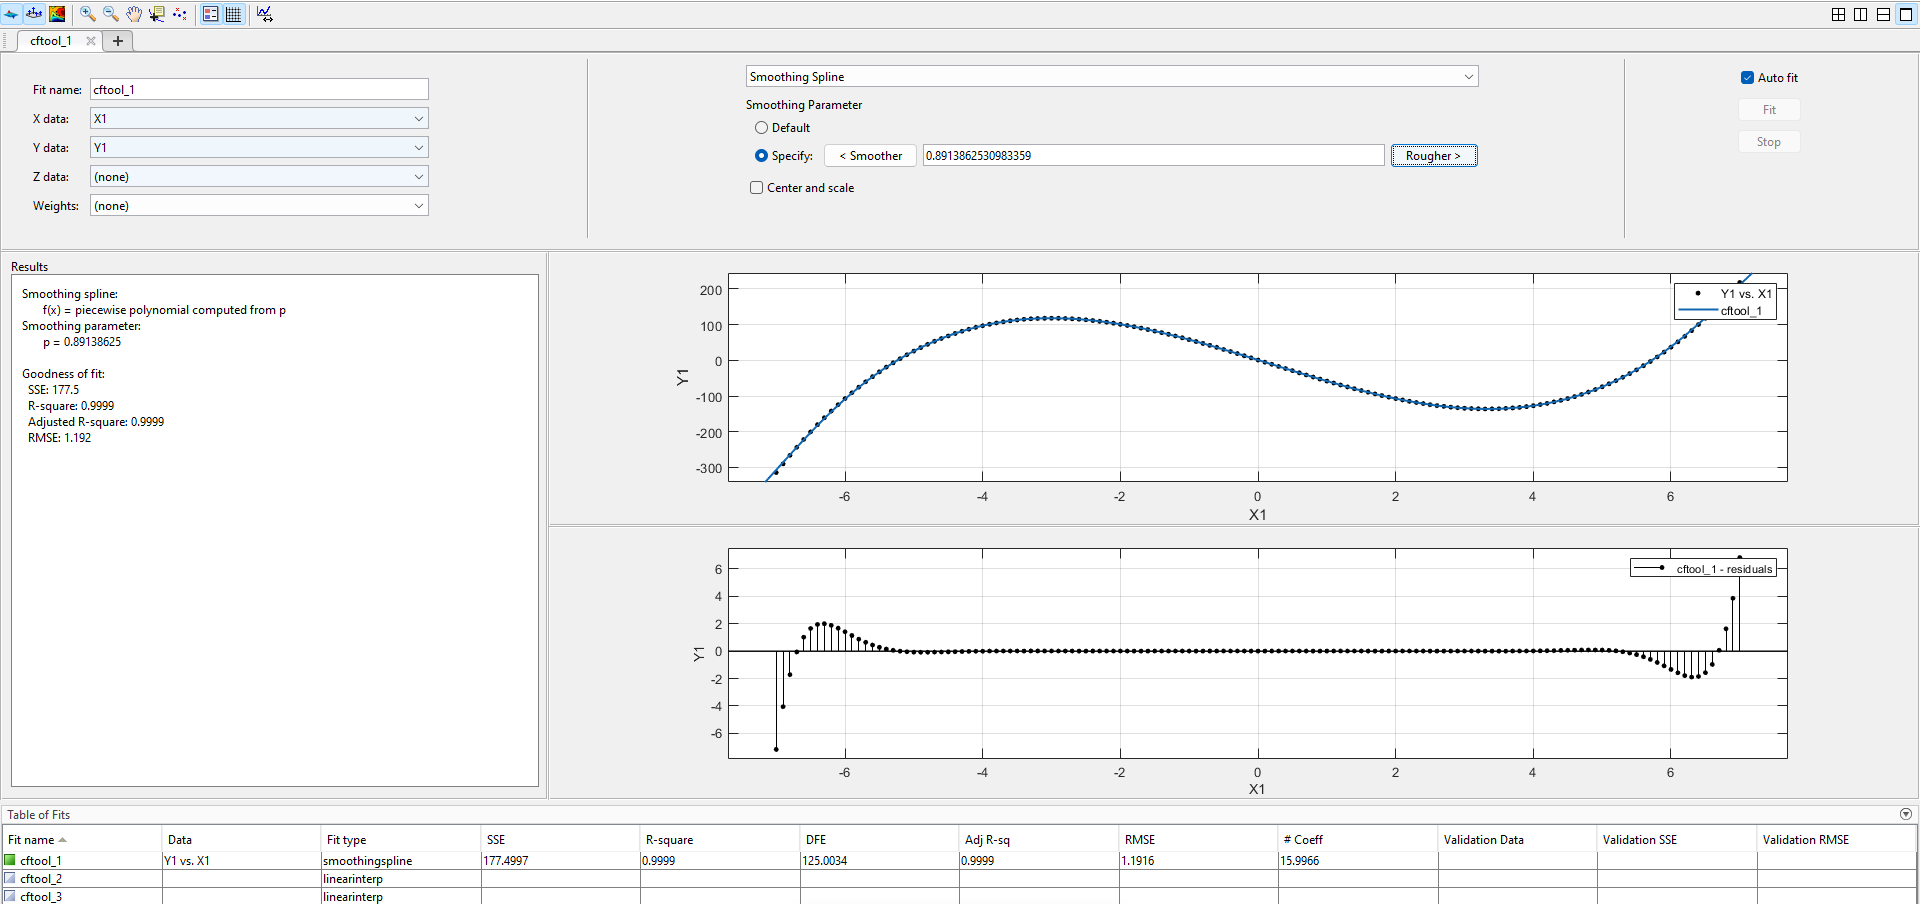 cftool_1
Fit name: cftool_1
X data: X1
Y data: Y1
Z data: (none)
Weights: (none)
Smoothing Spline
Smoothing Parameter
Default
Specify: < Smoother 0.8913862530983359 Rougher >
Center and scale
Auto fit
Fit
Stop
Results
Smoothing spline:
f(x) = piecewise polynomial computed from p
Smoothing parameter:
p = 0.89138625
Goodness of fit:
SSE: 177.5
R-square: 0.9999
Adjusted R-square: 0.9999
RMSE: 1.192
200
100
0
-100
-200
-300
Y1
-6 -4 -2 0 2 4 6
X1
Y1 vs. X1
cftool_1
6
4
2
0
-2
-4
-6
Y1
-6 -4 -2 0 2 4 6
X1
cftool_1 - residuals
Table of Fits
Fit name Data Fit type SSE R-square DFE Adj R-sq RMSE # Coeff Validation Data Validation SSE Validation RMSE
cftool_1 Y1 vs. X1 smoothingspline 177.4997 0.9999 125.0034 0.9999 1.1916 15.9966
cftool_2 linearinterp
cftool_3 linearinterp